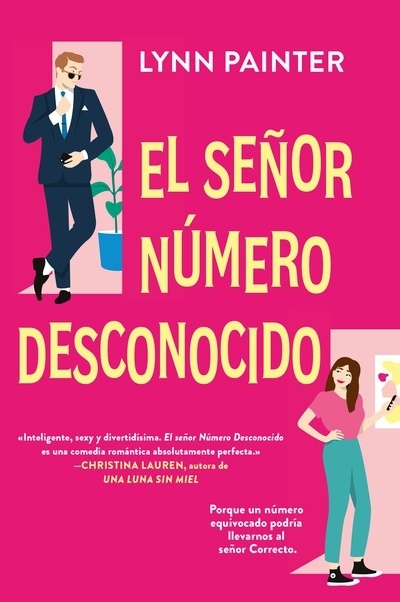 LYNN PAINTER
EL SEÑOR
NÚMERO
DESCONOCIDO
«Inteligente, sexy y divertidísima. El señor Número Desconocido
es una comedia romántica absolutamente perfecta.»
—CHRISTINA LAUREN, autora de
UNA LUNA SIN MIEL
Porque un número
equivocado podría
llevarnos al
señor Correcto.